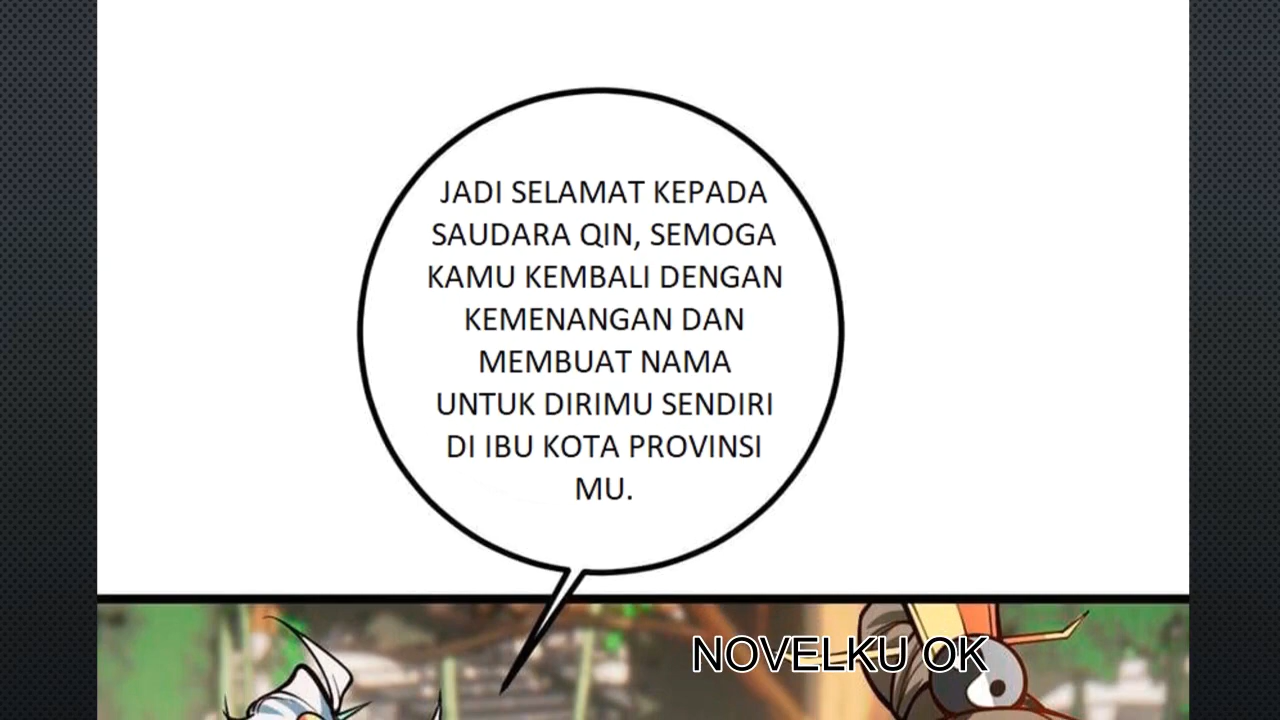 JADI SELAMAT KEPADA
SAUDARA QIN, SEMOGA
KAMU KEMBALI DENGAN
KEMENANGAN DAN
MEMBUAT NAMA
UNTUK DIRIMU SENDIRI
DI IBU KOTA PROVINSI
MU.
NOVELKU OK